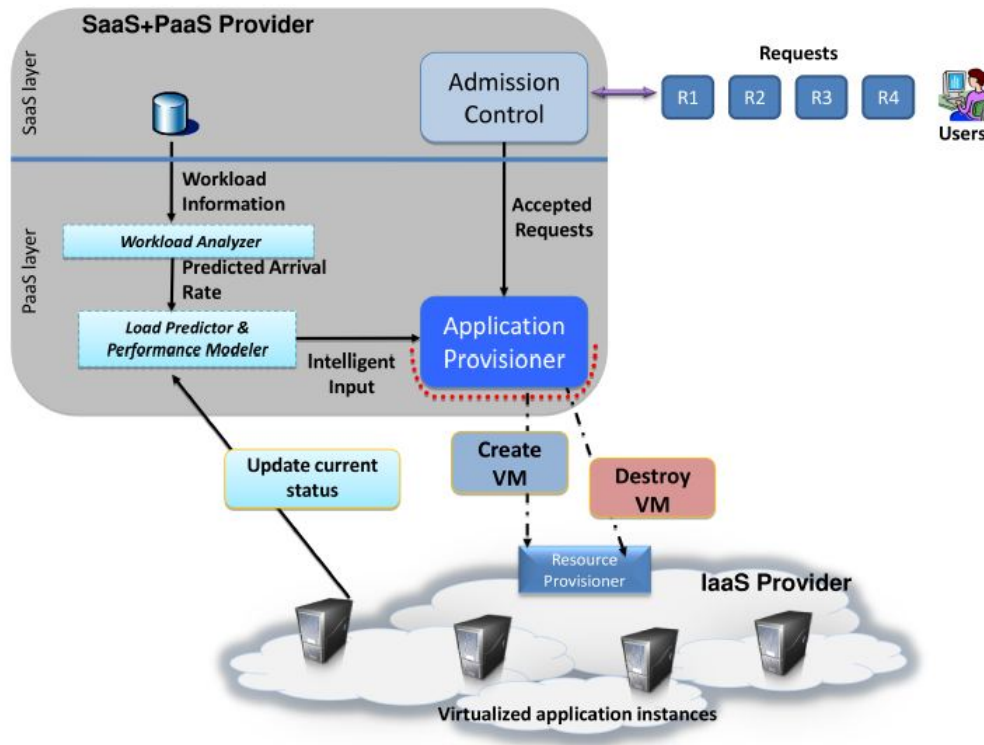 SaaS+PaaS Provider
SaaS layer
Admission
Control
Requests
R1
R2
R3
R4
Users
Workload
Information
Accepted
Requests
PaaS layer
Workload Analyzer
Predicted Arrival
Rate
Load Predictor &
Performance Modeler
Intelligent
Input
Application
Provisioner
Update current
status
Create
VM
Destroy
VM
Resource
Provisioner
IaaS Provider
Virtualized application instances